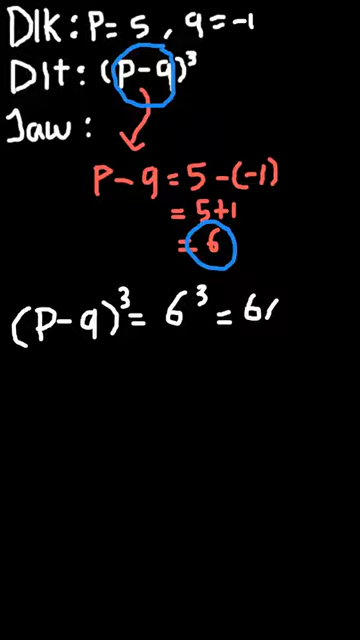 Dik : P = 5 , q = -1
Dit : (p-q)³
Jaw :
P - q = 5 - (-1)
= 5+1
= 6
(P-q)³ = 6³ = 6